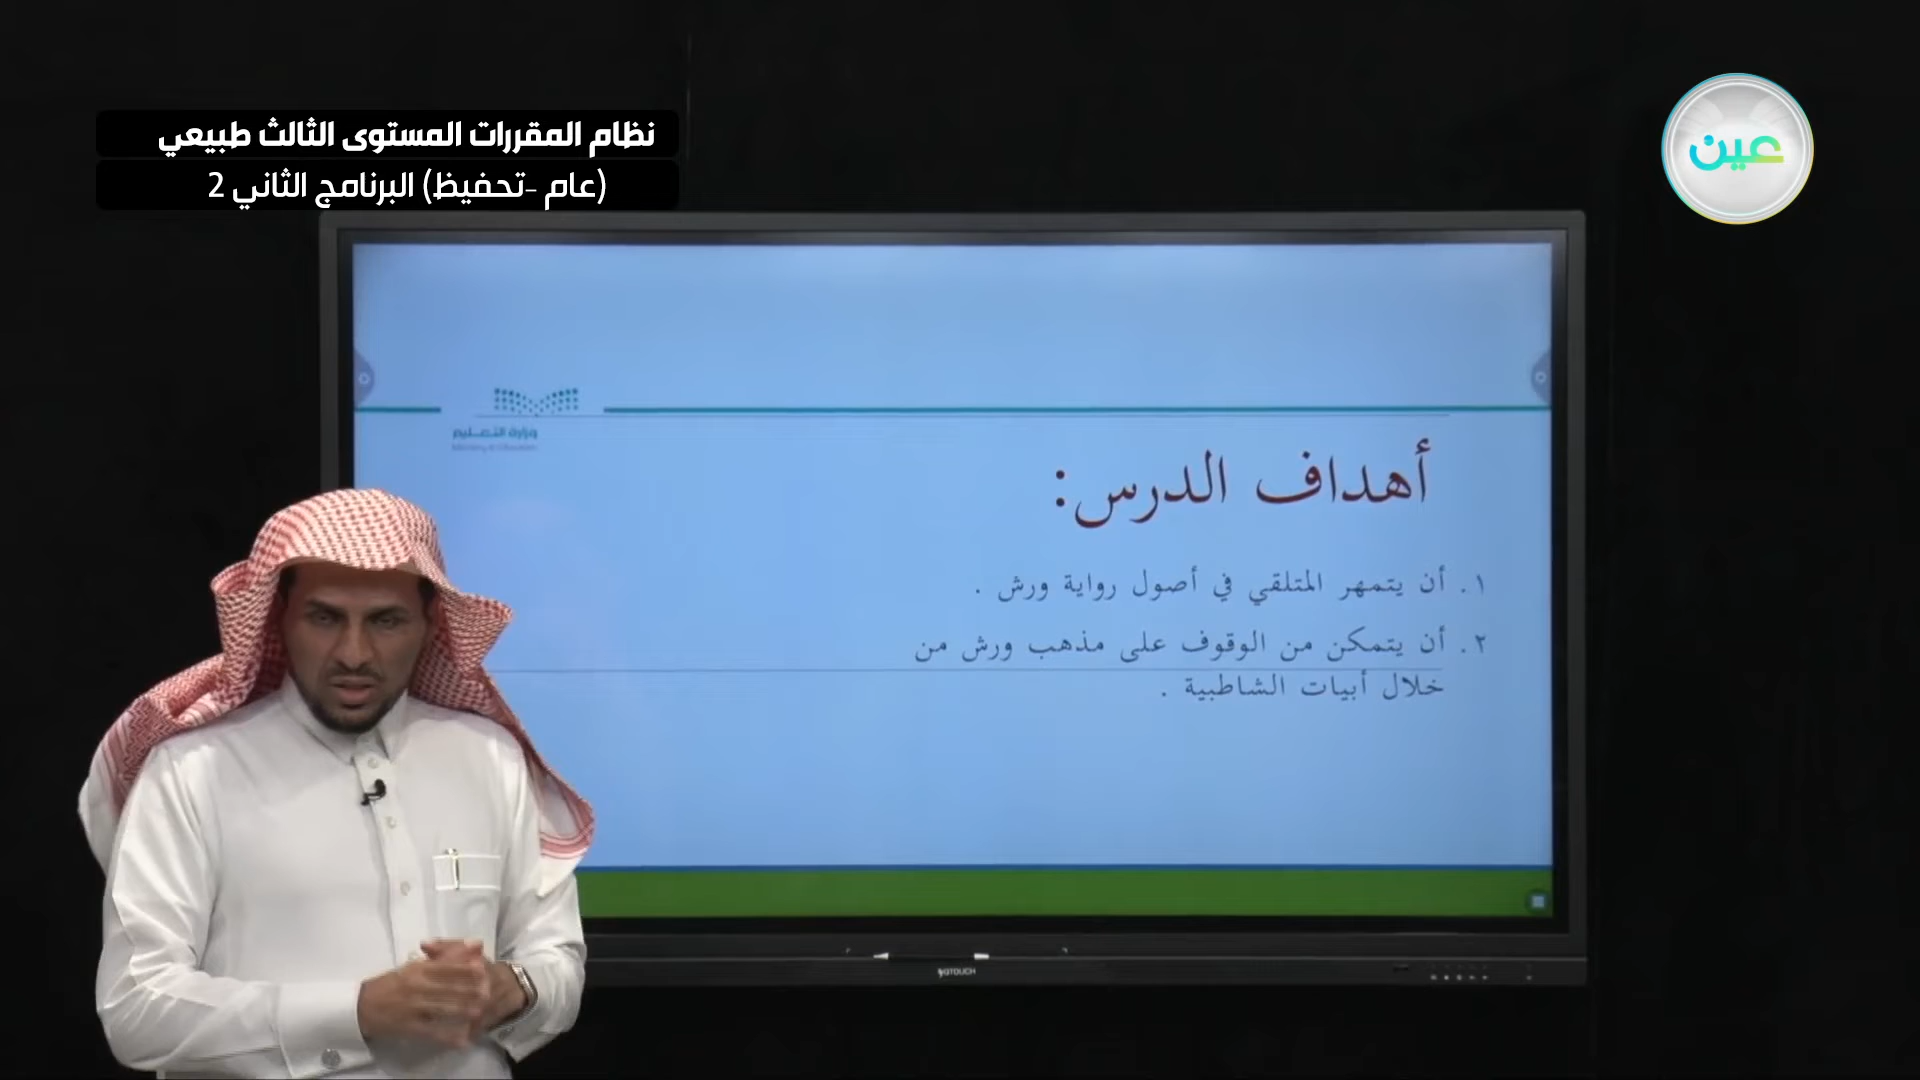 نظام المقررات المستوى الثالث طبيعي
(عام -تحفيظ) البرنامج الثاني 2
عين
وزارة التعليم
أهداف الدرس:
١. أن يتمهر المتلقي في أصول رواية ورش .
٢. أن يتمكن من الوقوف على مذهب ورش من
خلال أبيات الشاطبية .